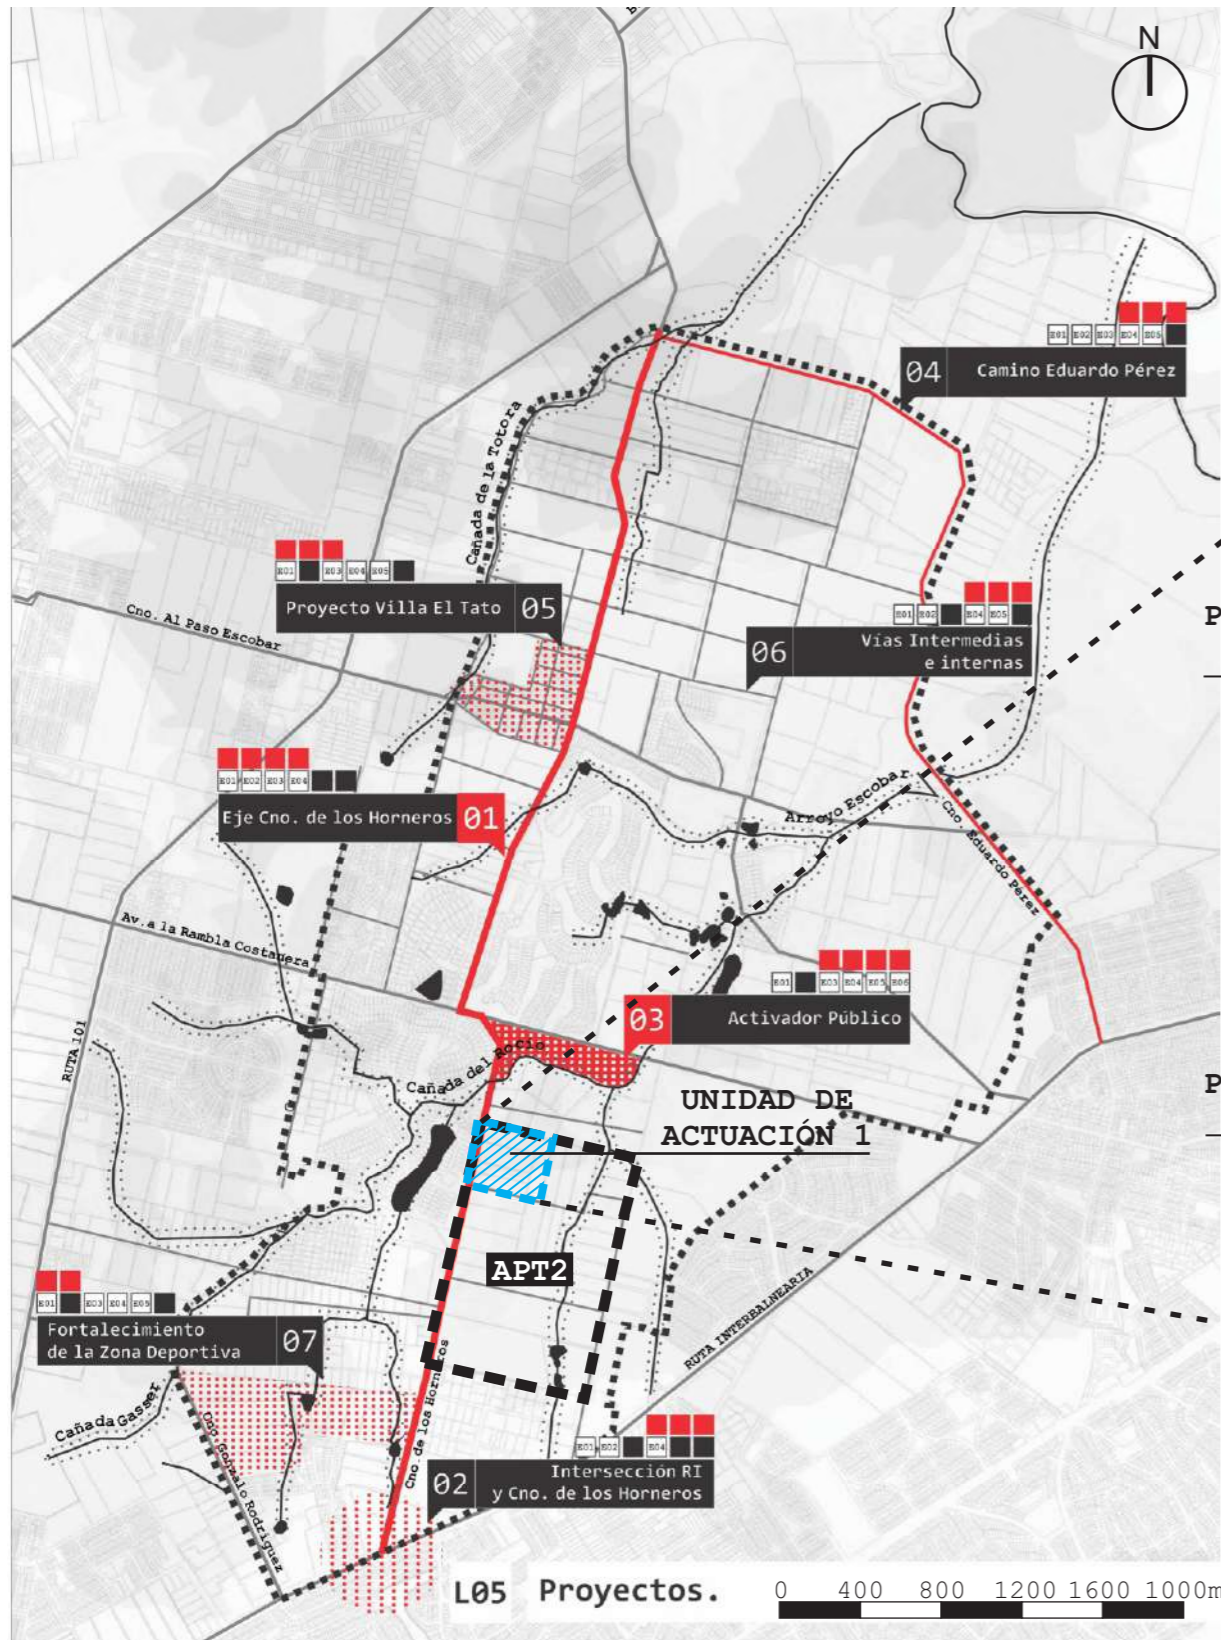 N
E01 E02 E03 E04 E05
04 Camino Eduardo Pérez
Cañada de la Totora
E01 E03 E04 E05
Proyecto Villa El Tato 05
Cno. Al Paso Escobar
E01 E02 E04 E05
06 Vías Intermedias
e internas
P
E01 E02 E03 E04
Eje Cno. de los Horneros 01
Arroyo Escobar
Cno. Eduardo Pérez
Av. a la Rambla Costanera
E01 E03 E04 E05 E06
03 Activador Público
RUTA 101
Cañada del Rocío
UNIDAD DE
ACTUACIÓN 1
P
APT2
RUTA INTERBALNEARIA
E01 E03 E04 E05
Fortalecimiento
de la Zona Deportiva 07
Cno. de los Horneros
Cañada Gasser
Cno. Gonzalo Rodríguez
E01 E02 E04
02 Intersección RI
y Cno. de los Horneros
L05 Proyectos.
0 400 800 1200 1600 1000m